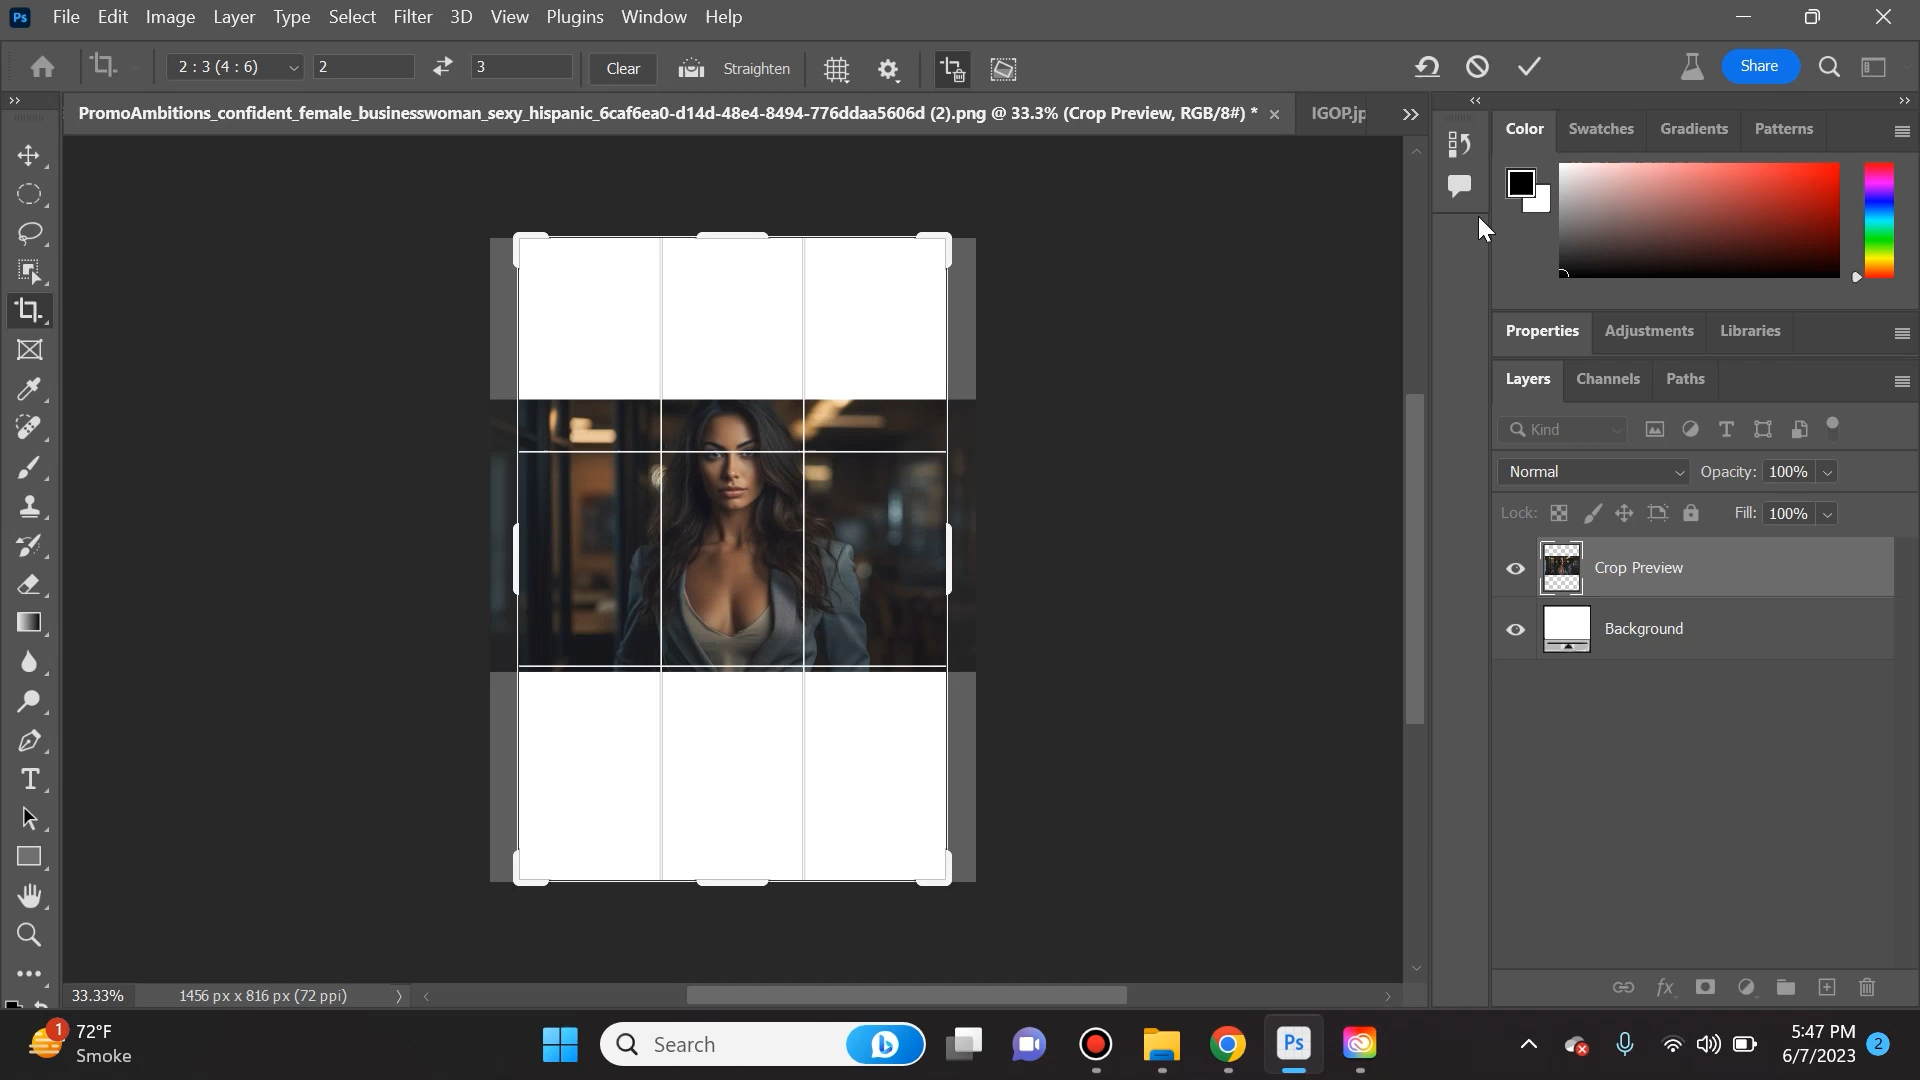 Ps File Edit Image Layer Type Select Filter 3D View Plugins Window Help
2 : 3 (4 : 6) 2 3 Clear Straighten Share
PromoAmbitions_confident_female_businesswoman_sexy_hispanic_6caf6ea0-d14d-48e4-8494-776ddaa5606d (2).png @ 33.3% (Crop Preview, RGB/8#) * IGOP.jp
Color Swatches Gradients Patterns
Properties Adjustments Libraries
Layers Channels Paths
Kind
Normal Opacity: 100%
Lock: Fill: 100%
Crop Preview
Background
33.33% 1456 px x 816 px (72 ppi)
1 72°F
Smoke
Search
Ps
5:47 PM
6/7/2023 2